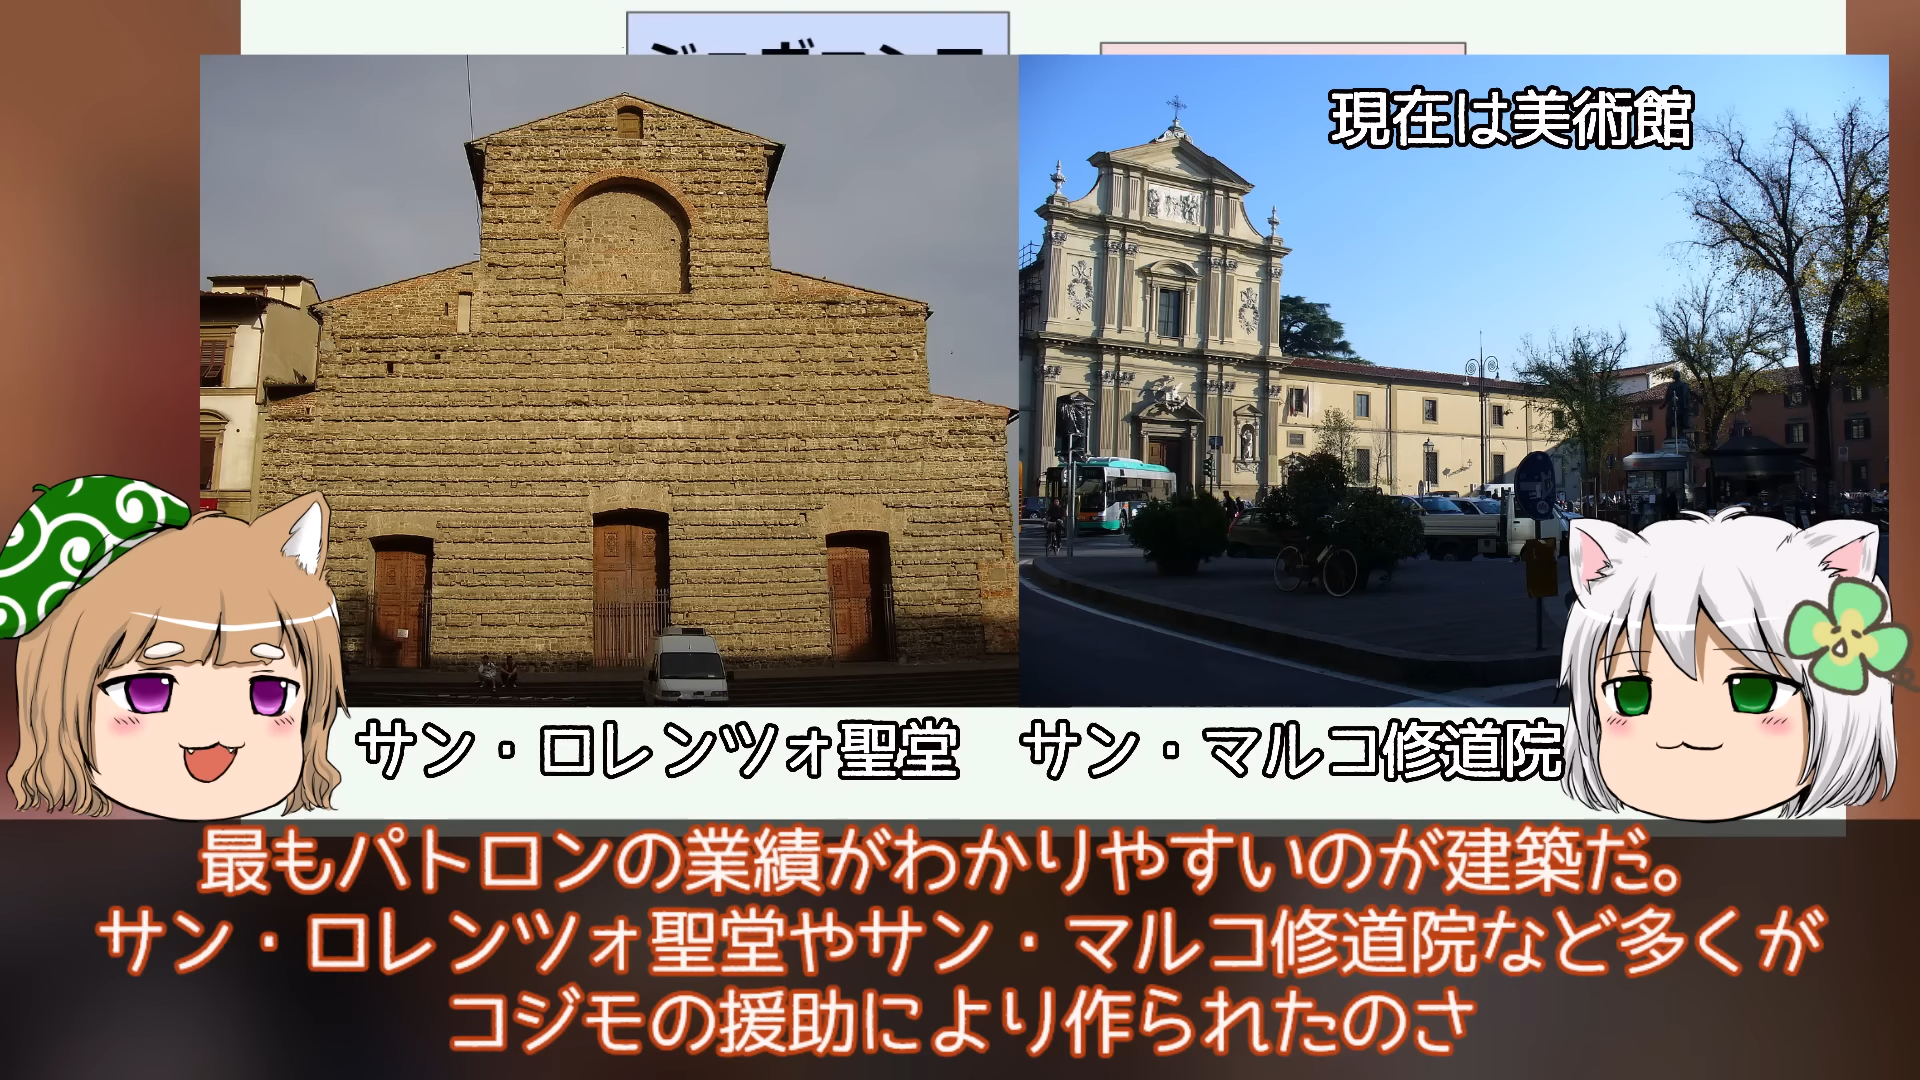 現在は美術館
サン・ロレンツォ聖堂
サン・マルコ修道院
最もパトロンの業績がわかりやすいのが建築だ。
サン・ロレンツォ聖堂やサン・マルコ修道院など多くが
コジモの援助により作られたのさ